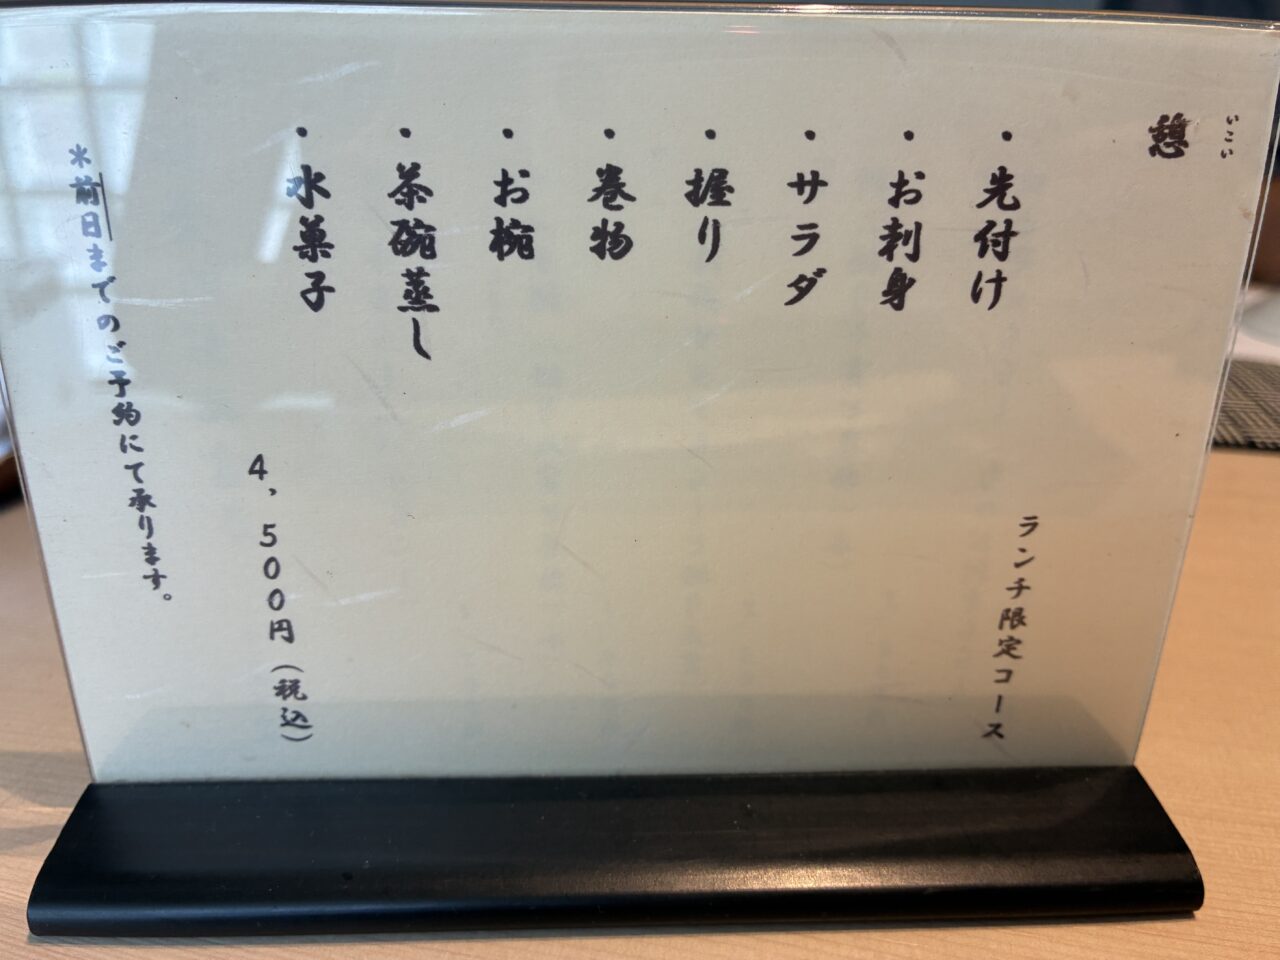 いこい
憩
ランチ限定コース
・先付け
・お刺身
・サラダ
・握り
・巻物
・お椀
・茶碗蒸し
・水菓子
4,500円(税込)
*前日までのご予約にて承ります。